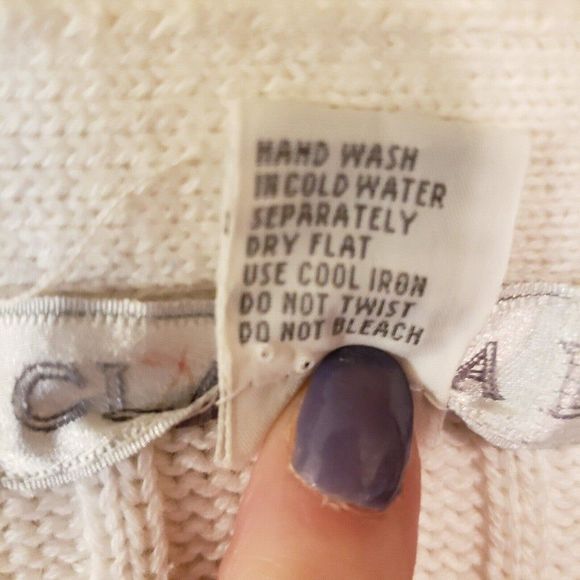 HAND WASH
IN COLD WATER
SEPARATELY
DRY FLAT
USE COOL IRON
DO NOT TWIST
DO NOT BLEACH